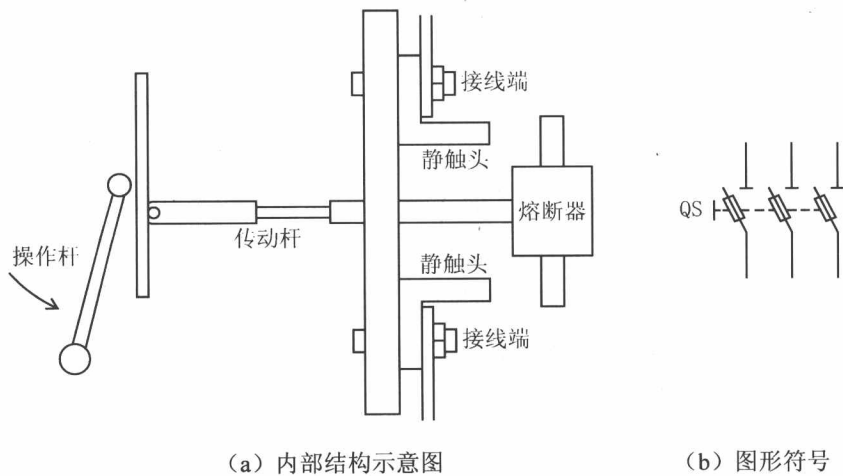 接线端
静触头
熔断器
QS
传动杆
操作杆
静触头
接线端
(a) 内部结构示意图
(b) 图形符号